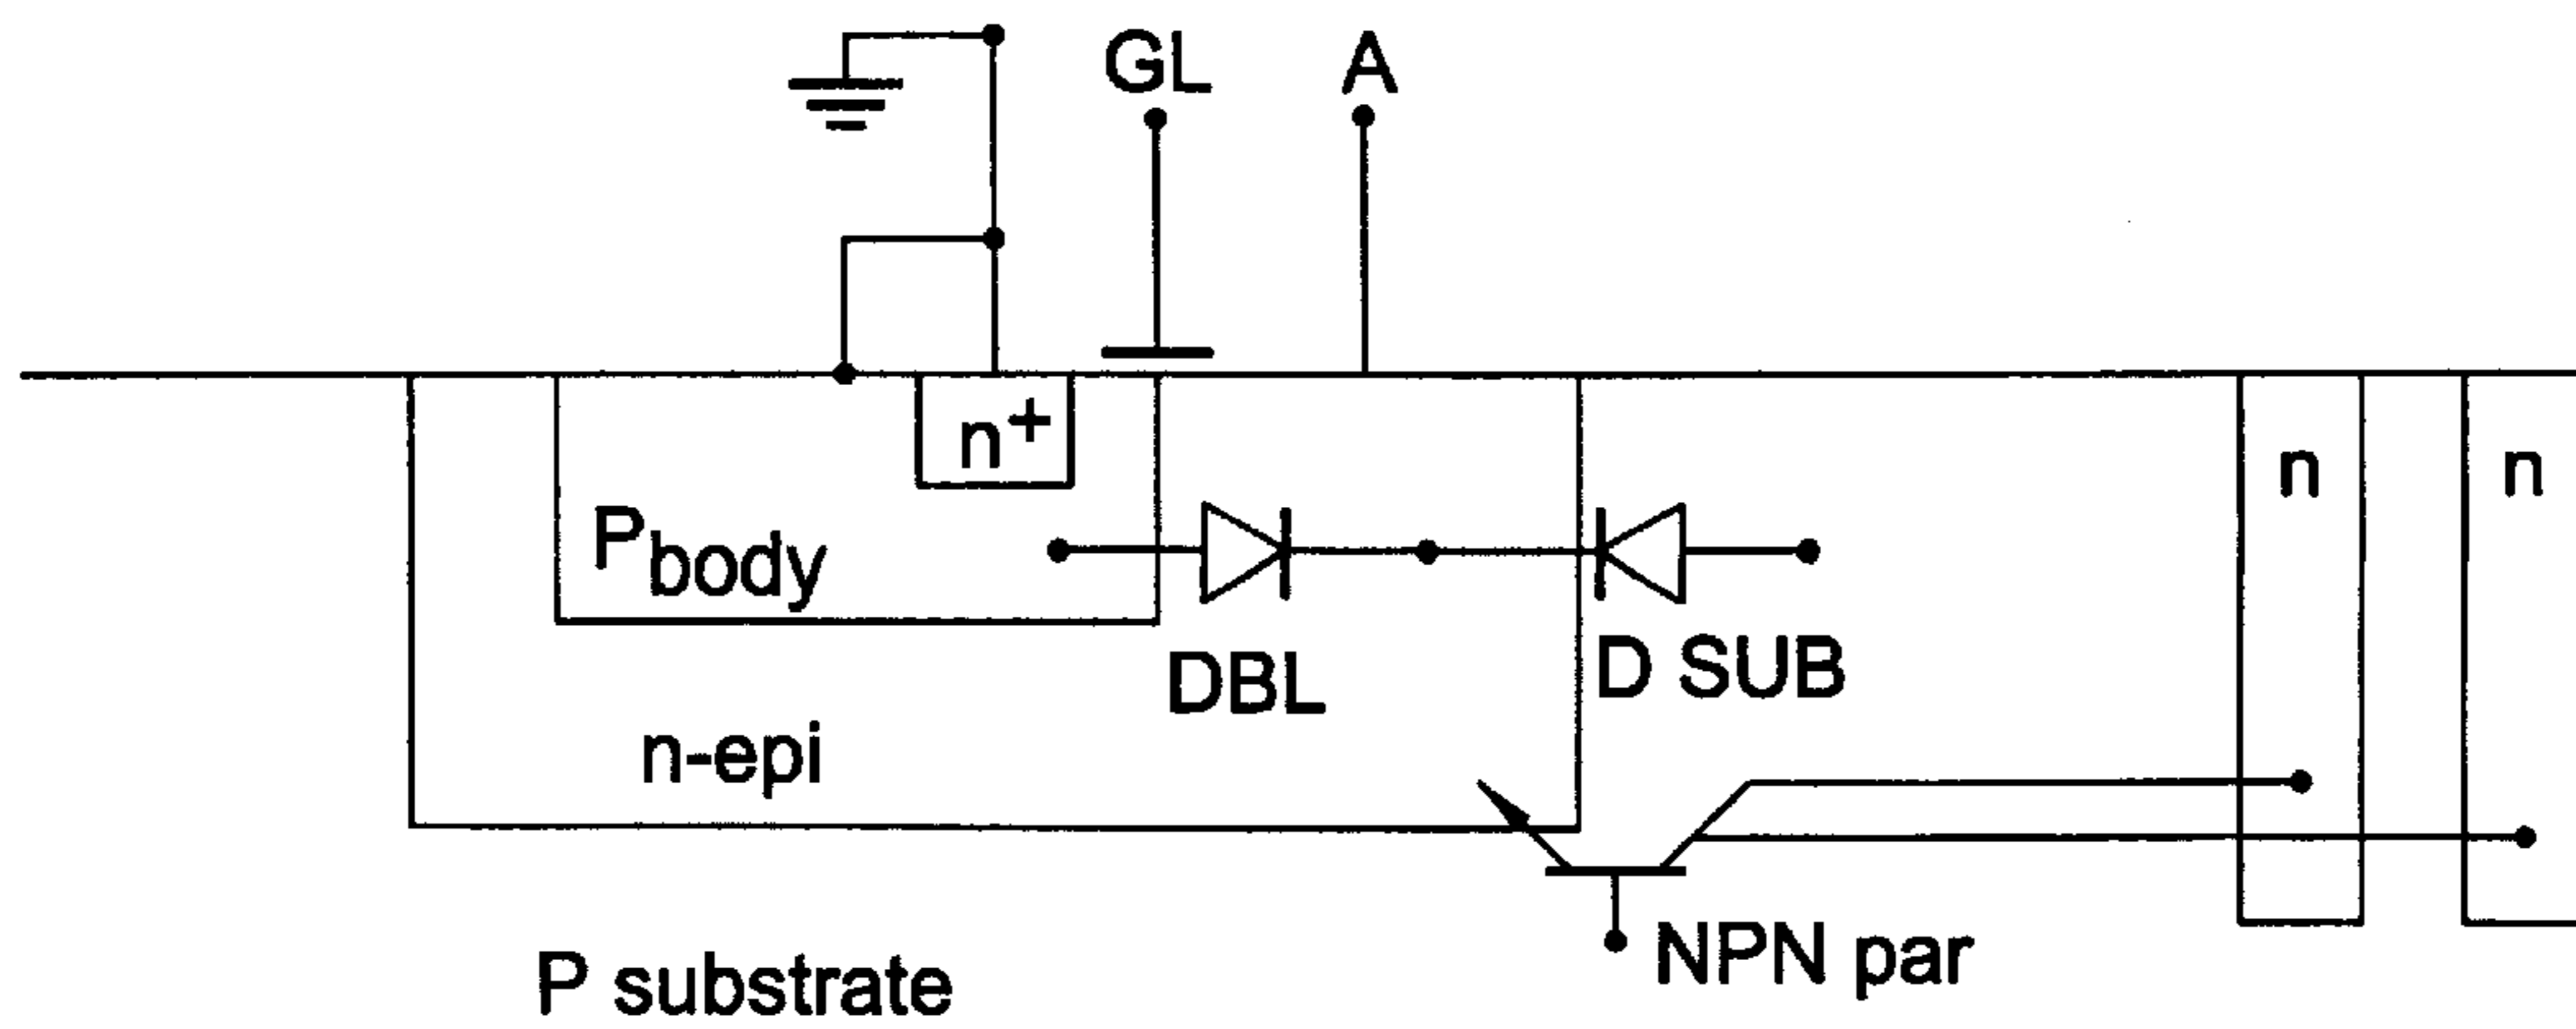 GL
A
n+
n
n
Pbody
DBL
D SUB
n-epi
NPN par
P substrate